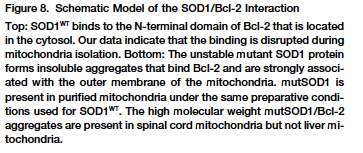 Figure 8. Schematic Model of the SOD1/Bcl-2 Interaction
Top: SOD1WT binds to the N-terminal domain of Bcl-2 that is located
in the cytosol. Our data indicate that the binding is disrupted during
mitochondria isolation. Bottom: The unstable mutant SOD1 protein
forms insoluble aggregates that bind Bcl-2 and are strongly associ-
ated with the outer membrane of the mitochondria. mutSOD1 is
present in purified mitochondria under the same preparative condi-
tions used for SOD1WT. The high molecular weight mutSOD1/Bcl-2
aggregates are present in spinal cord mitochondria but not liver mi-
tochondria.